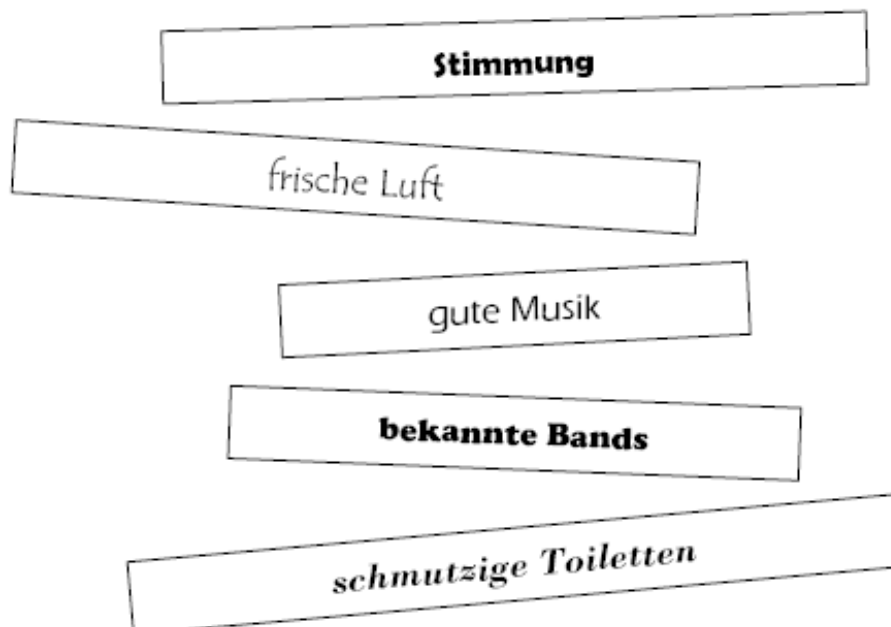 Stimmung
frische Luft
gute Musik
bekannte Bands
schmutzige Toiletten